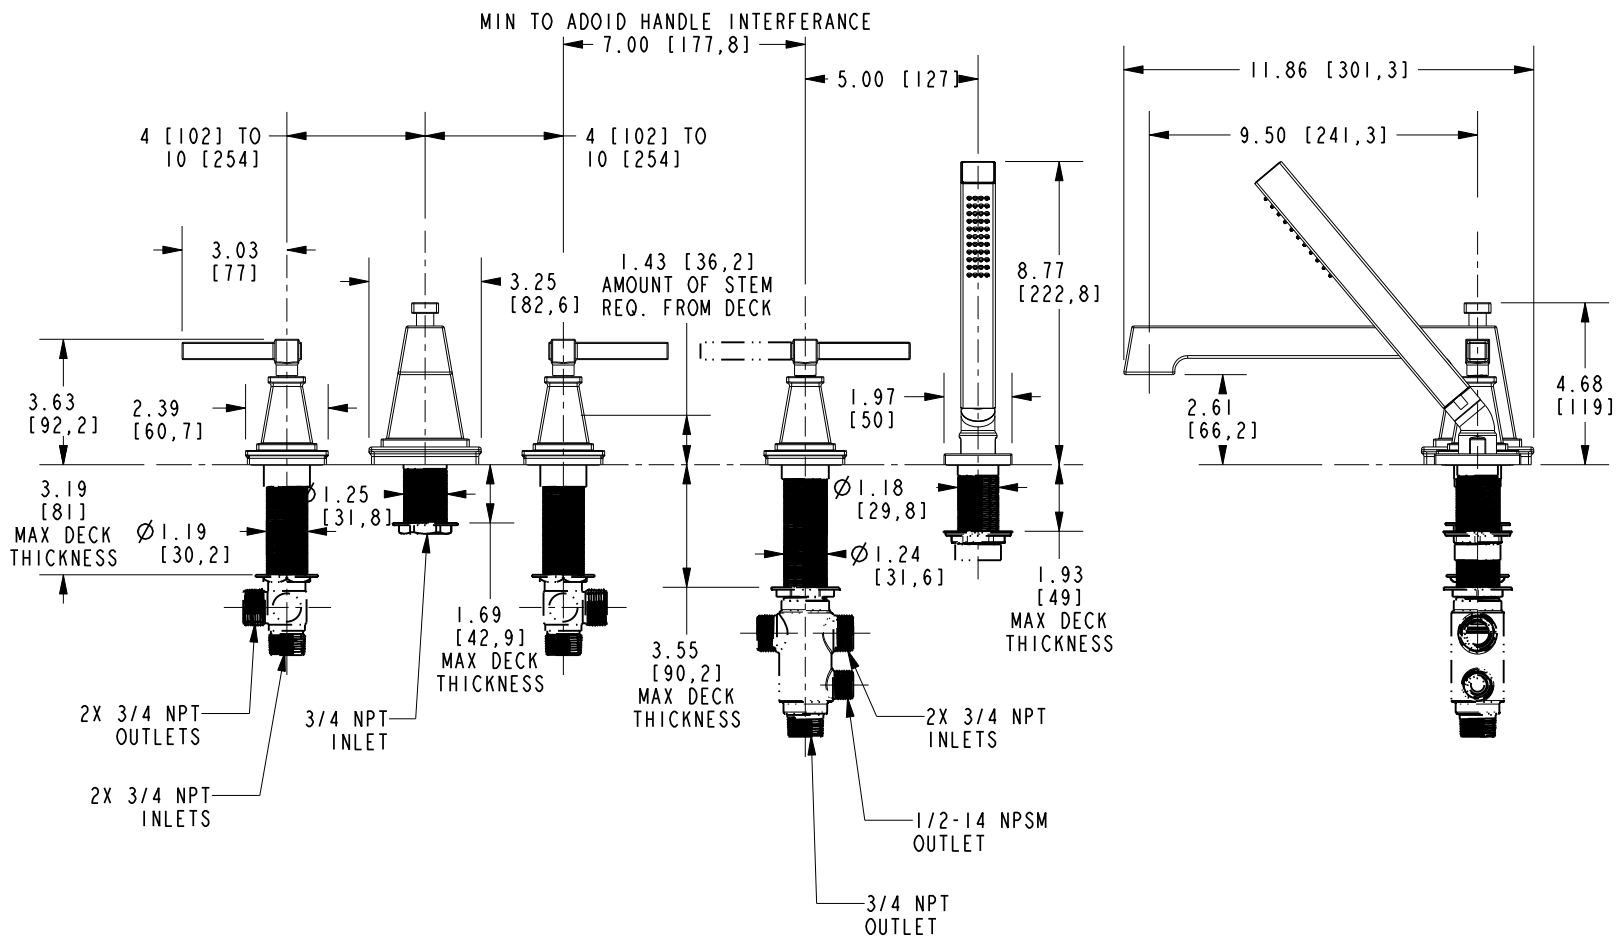 MIN TO ADOID HANDLE INTERFERANCE
7.00 [177,8]
5.00 [127]
11.86 [301,3]
4 [102] TO
10 [254]
4 [102] TO
10 [254]
9.50 [241,3]
3.03
[77]
3.25
[82,6]
1.43 [36,2]
AMOUNT OF STEM
REQ. FROM DECK
8.77
[222,8]
3.63
[92,2]
2.39
[60,7]
1.97
[50]
2.61
[66,2]
4.68
[119]
3.19
[81]
MAX DECK
THICKNESS
Ø1.19
[30,2]
Ø1.25
[31,8]
Ø1.18
[29,8]
Ø1.24
[31,6]
1.93
[49]
MAX DECK
THICKNESS
1.69
[42,9]
MAX DECK
THICKNESS
3.55
[90,2]
MAX DECK
THICKNESS
2X 3/4 NPT
OUTLETS
3/4 NPT
INLET
2X 3/4 NPT
INLETS
2X 3/4 NPT
INLETS
1/2-14 NPSM
OUTLET
3/4 NPT
OUTLET